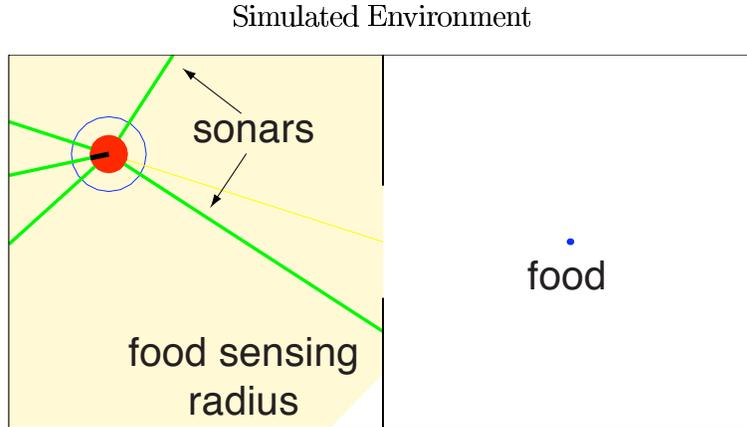 Simulated Environment
sonars
food
food sensing
radius